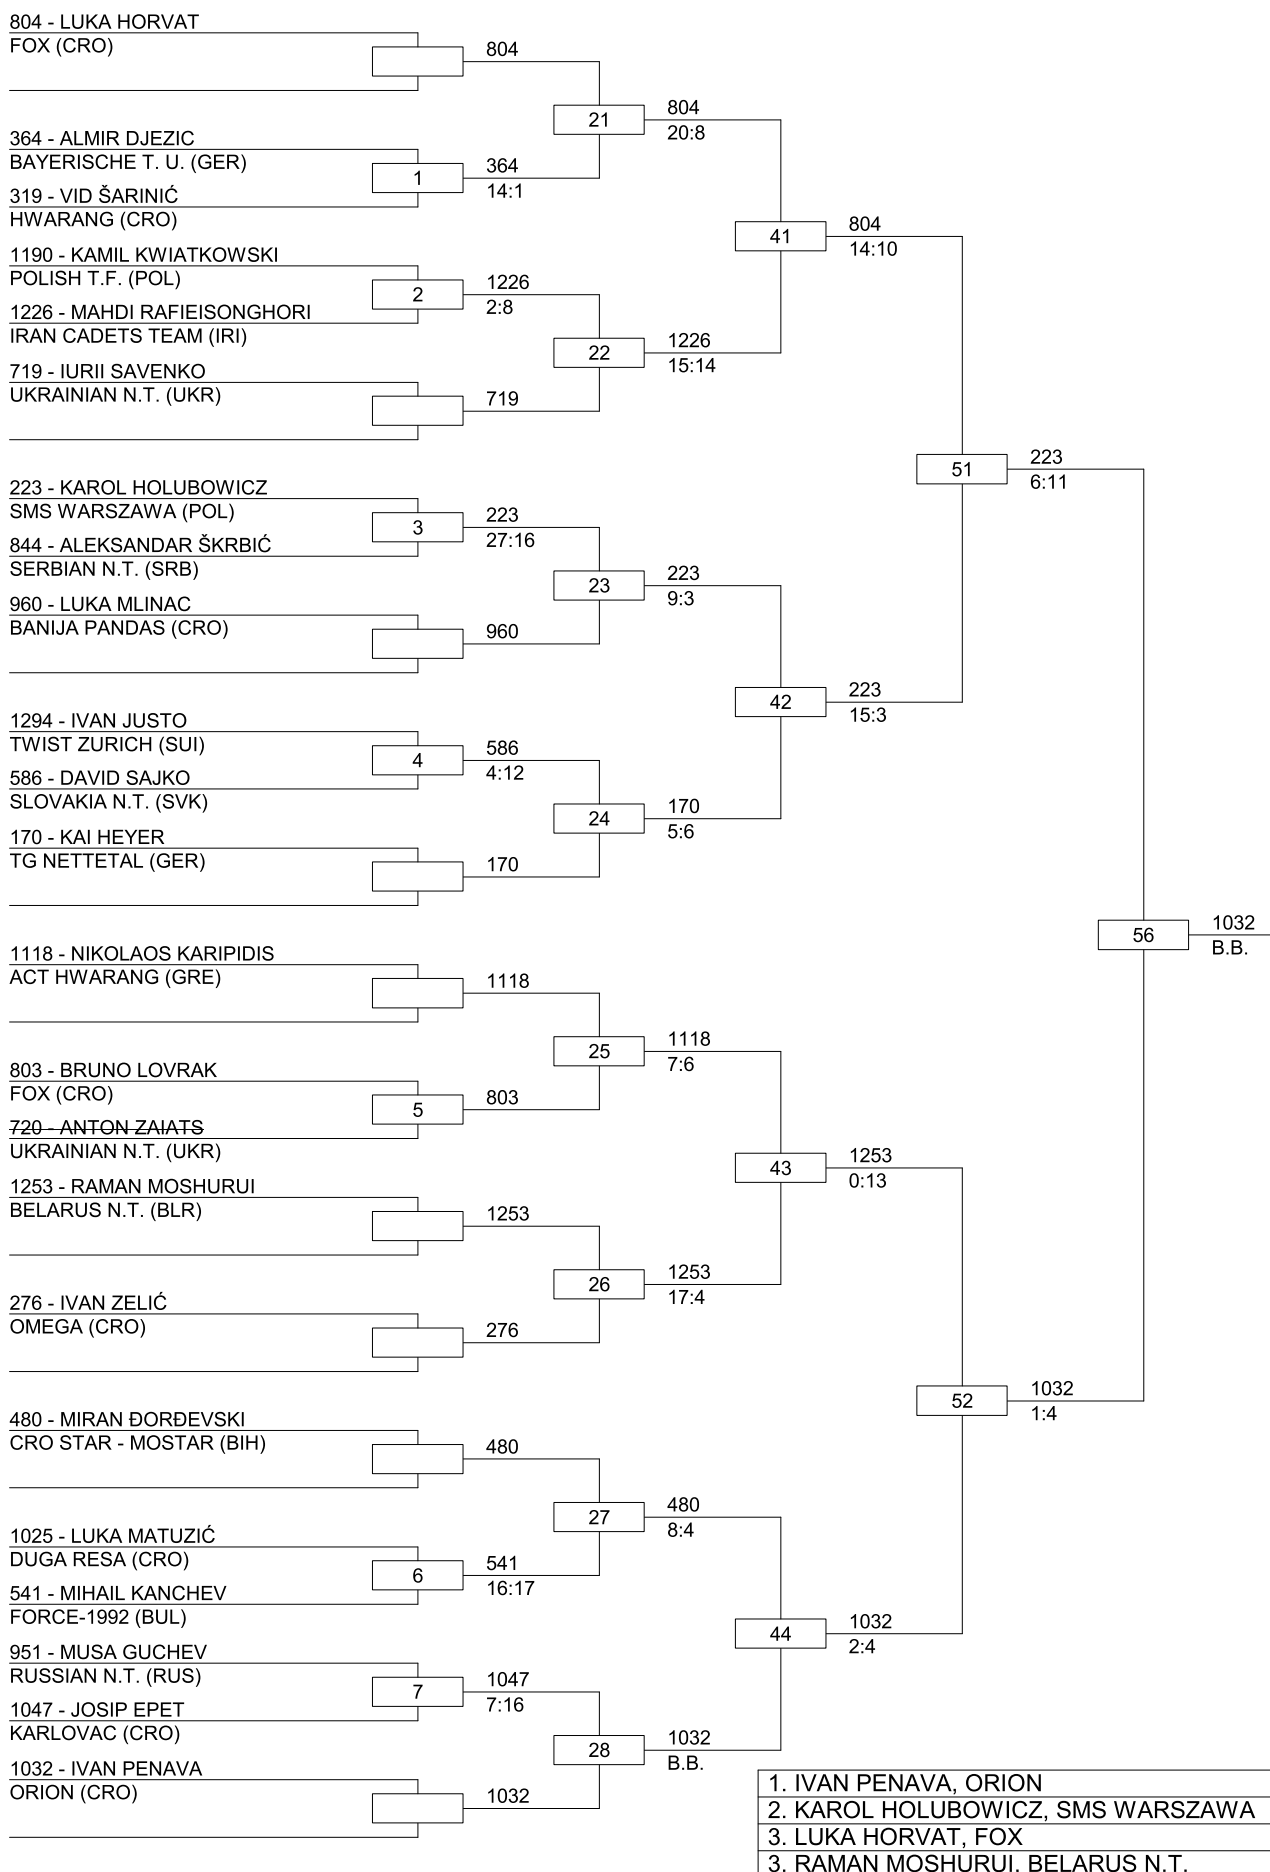 804 - LUKA HORVAT
FOX (CRO)
804
21
804
20:8
364 - ALMIR DJEZIC
BAYERISCHE T. U. (GER)
1
364
14:1
319 - VID ŠARINIĆ
HWARANG (CRO)
41
804
14:10
1190 - KAMIL KWIATKOWSKI
POLISH T.F. (POL)
2
1226
2:8
1226 - MAHDI RAFIEISONGHORI
IRAN CADETS TEAM (IRI)
22
1226
15:14
719 - IURII SAVENKO
UKRAINIAN N.T. (UKR)
719
51
223
6:11
223 - KAROL HOLUBOWICZ
SMS WARSZAWA (POL)
3
223
27:16
844 - ALEKSANDAR ŠKRBIĆ
SERBIAN N.T. (SRB)
23
223
9:3
960 - LUKA MLINAC
BANIJA PANDAS (CRO)
960
42
223
15:3
1294 - IVAN JUSTO
TWIST ZURICH (SUI)
4
586
4:12
586 - DAVID SAJKO
SLOVAKIA N.T. (SVK)
24
170
5:6
170 - KAI HEYER
TG NETTETAL (GER)
170
56
1032
B.B.
1118 - NIKOLAOS KARIPIDIS
ACT HWARANG (GRE)
1118
25
1118
7:6
803 - BRUNO LOVRAK
FOX (CRO)
5
803
720 - ANTON ZAIATS
UKRAINIAN N.T. (UKR)
43
1253
0:13
1253 - RAMAN MOSHURUI
BELARUS N.T. (BLR)
1253
26
1253
17:4
276 - IVAN ZELIĆ
OMEGA (CRO)
276
52
1032
1:4
480 - MIRAN ĐORĐEVSKI
CRO STAR - MOSTAR (BIH)
480
27
480
8:4
1025 - LUKA MATUZIĆ
DUGA RESA (CRO)
6
541
16:17
541 - MIHAIL KANCHEV
FORCE-1992 (BUL)
44
1032
2:4
951 - MUSA GUCHEV
RUSSIAN N.T. (RUS)
7
1047
7:16
1047 - JOSIP EPET
KARLOVAC (CRO)
28
1032
B.B.
1032 - IVAN PENAVA
ORION (CRO)
1032
1. IVAN PENAVA, ORION
2. KAROL HOLUBOWICZ, SMS WARSZAWA
3. LUKA HORVAT, FOX
3. RAMAN MOSHURUI, BELARUS N.T.